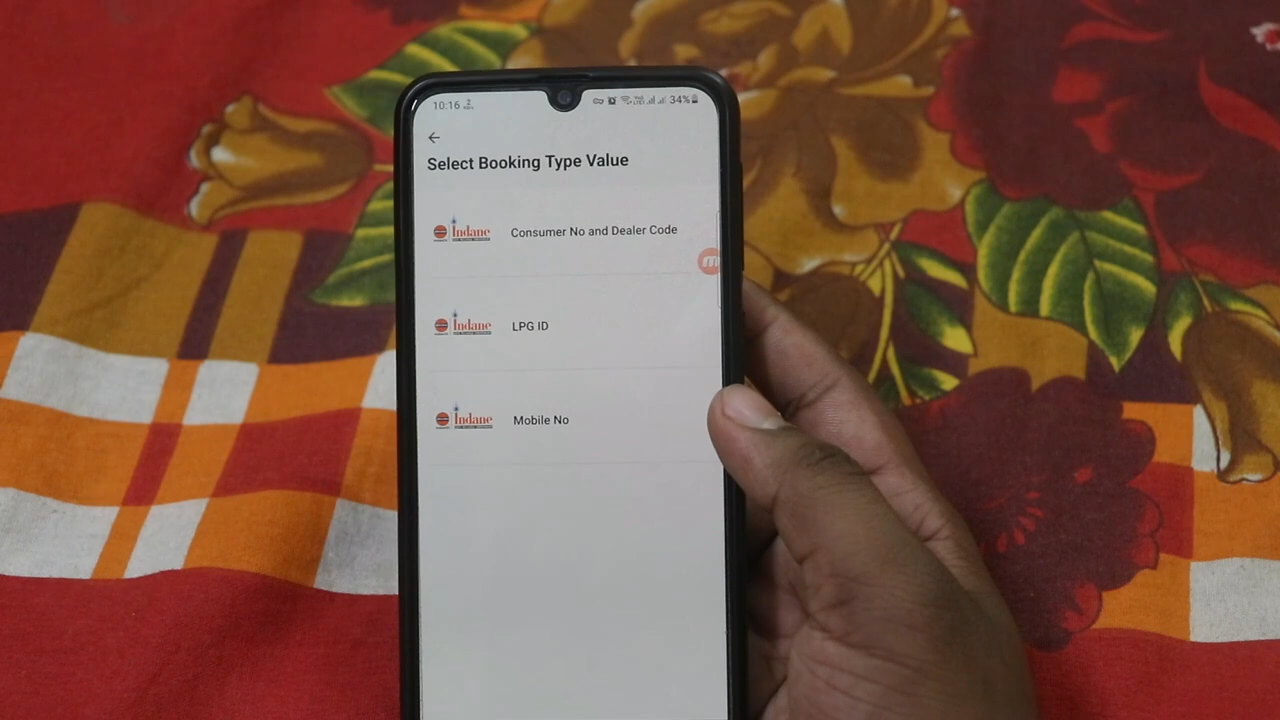 10:16
34%
Select Booking Type Value
Indane
Consumer No and Dealer Code
Indane
LPG ID
Indane
Mobile No